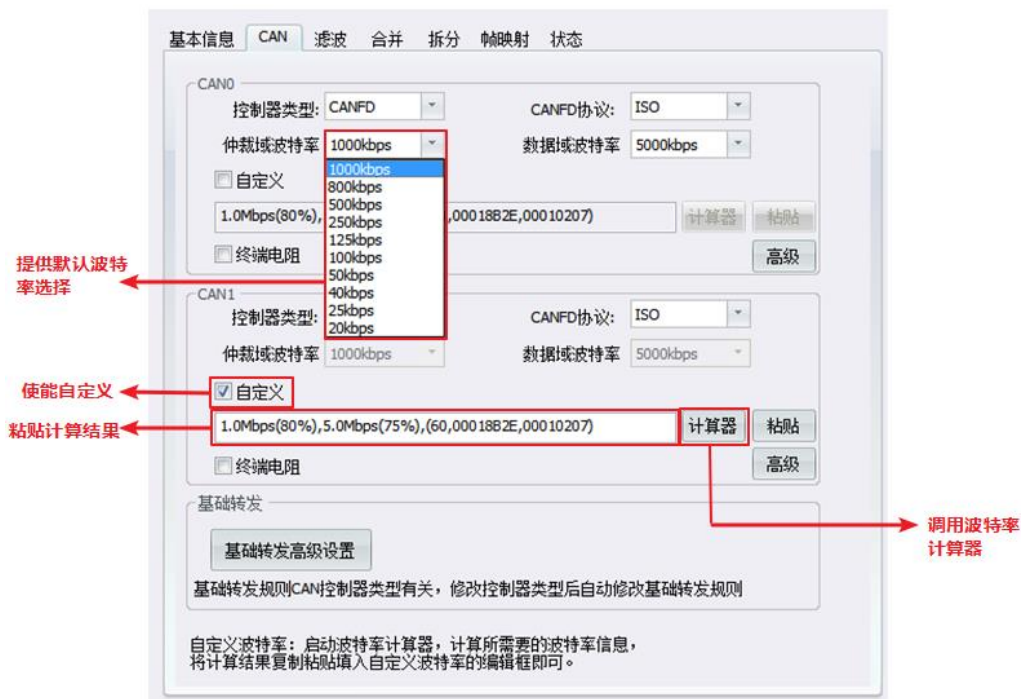 基本信息 CAN 滤波 合并 拆分 帧映射 状态
CAN0
控制器类型: CANFD CANFD协议: ISO
仲裁域波特率 1000kbps 数据域波特率 5000kbps
1000kbps
自定义
800kbps
500kbps
1.0Mbps(80%), ,00018B2E,00010207) 计算器 粘贴
250kbps
125kbps
终端电阻
100kbps
高级
50kbps
40kbps
25kbps
20kbps
提供默认波特
率选择
CAN1
控制器类型: CANFD协议: ISO
仲裁域波特率 1000kbps 数据域波特率 5000kbps
使能自定义
自定义
粘贴计算结果
1.0Mbps(80%),5.0Mbps(75%),(60,00018B2E,00010207) 计算器 粘贴
终端电阻 高级
基础转发
调用波特率
计算器
基础转发高级设置
基础转发规则CAN控制器类型有关，修改控制器类型后自动修改基础转发规则
自定义波特率：启动波特率计算器，计算所需要的波特率信息，
将计算结果复制粘贴填入自定义波特率的编辑框即可。